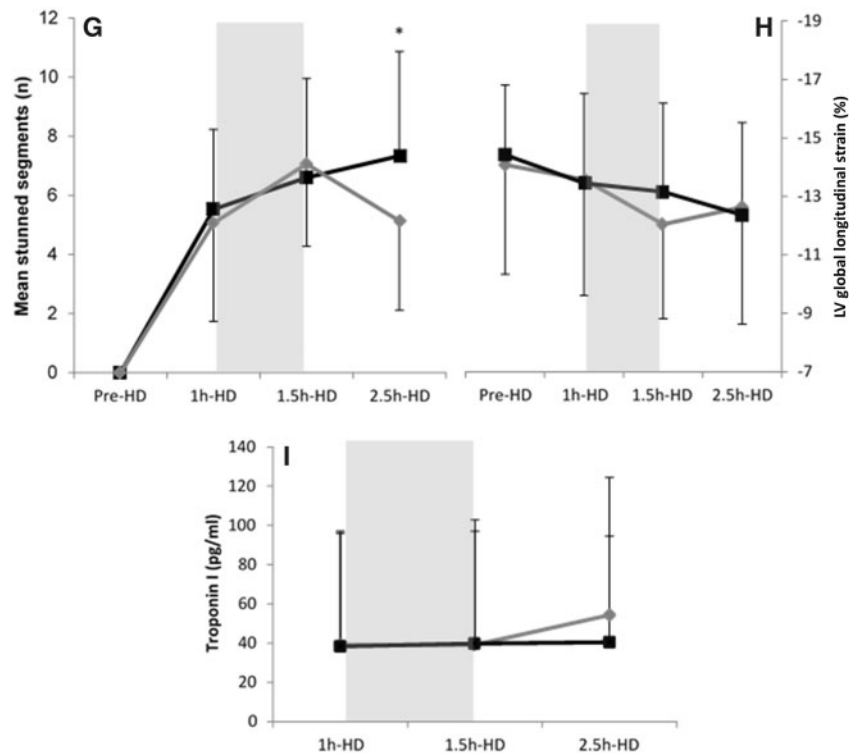 G
Mean stunned segments (n)
12
10
8
6
4
2
0
*
Pre-HD 1h-HD 1.5h-HD 2.5h-HD
H
LV global longitudinal strain (%)
-19
-17
-15
-13
-11
-9
-7
Pre-HD 1h-HD 1.5h-HD 2.5h-HD
I
Troponin I (pg/ml)
140
120
100
80
60
40
20
0
1h-HD 1.5h-HD 2.5h-HD